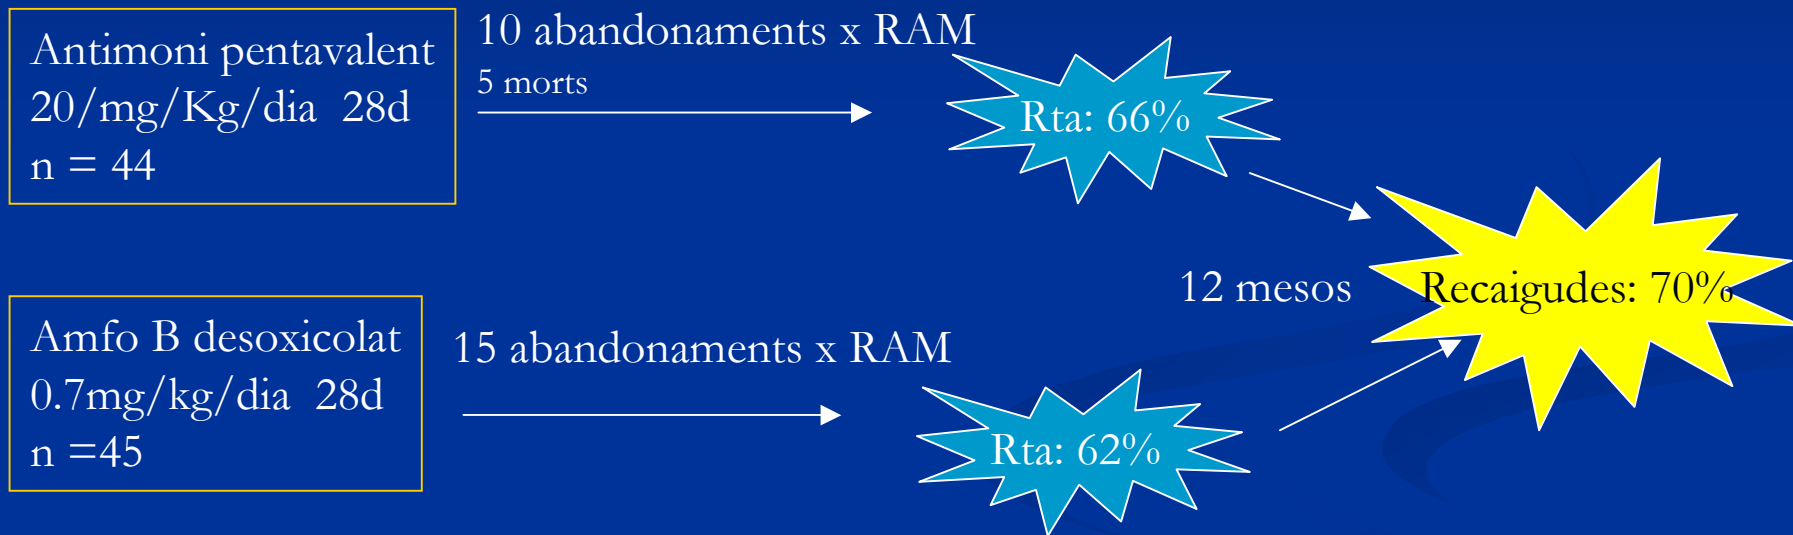 Antimoni pentavalent
20/mg/Kg/dia 28d
n = 44
10 abandonaments x RAM
5 morts
Rta: 66%
Amfo B desoxicolat
0.7mg/kg/dia 28d
n =45
15 abandonaments x RAM
Rta: 62%
12 mesos
Recaigudes: 70%